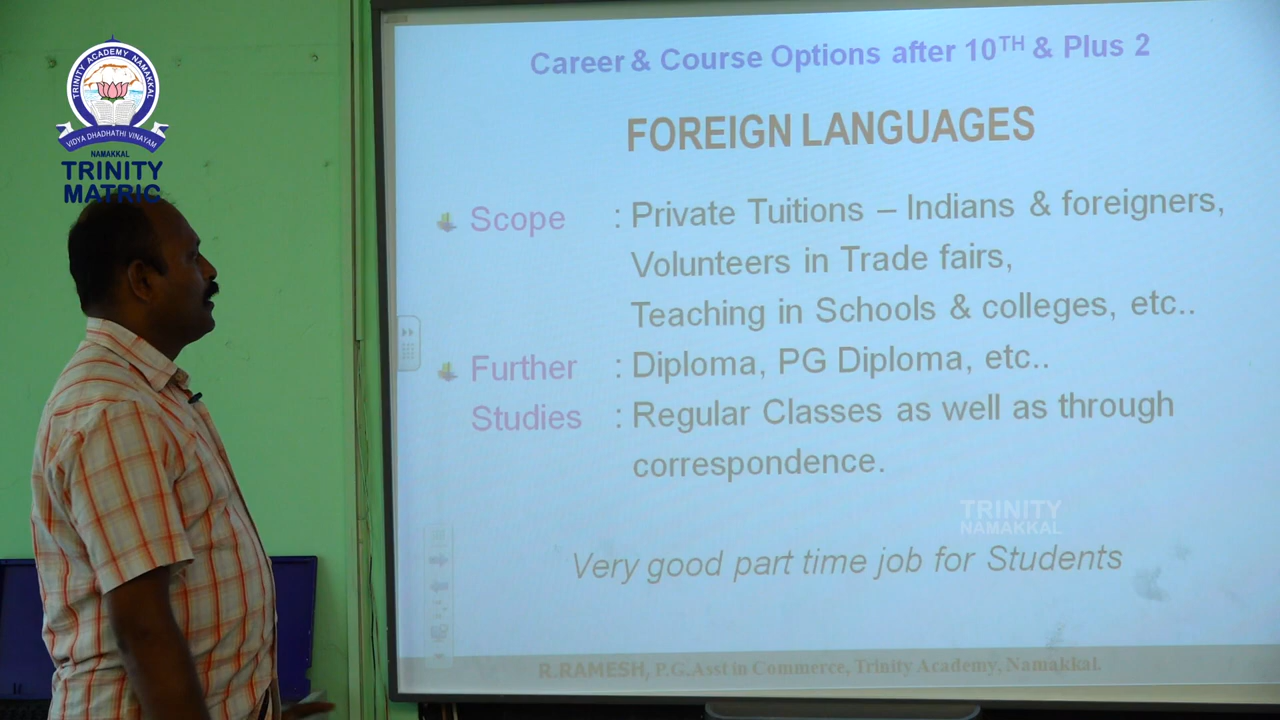 TRINITY ACADEMY NAMAKKAL
VIDYA DHADHATHI VINAYAM
NAMAKKAL
TRINITY
MATRIC
Career & Course Options after 10TH & Plus 2
FOREIGN LANGUAGES
Scope : Private Tuitions – Indians & foreigners,
Volunteers in Trade fairs,
Teaching in Schools & colleges, etc..
Further : Diploma, PG Diploma, etc..
Studies : Regular Classes as well as through
correspondence.
TRINITY
NAMAKKAL
Very good part time job for Students
R.RAMESH, P.G.Asst in Commerce, Trinity Academy, Namakkal.